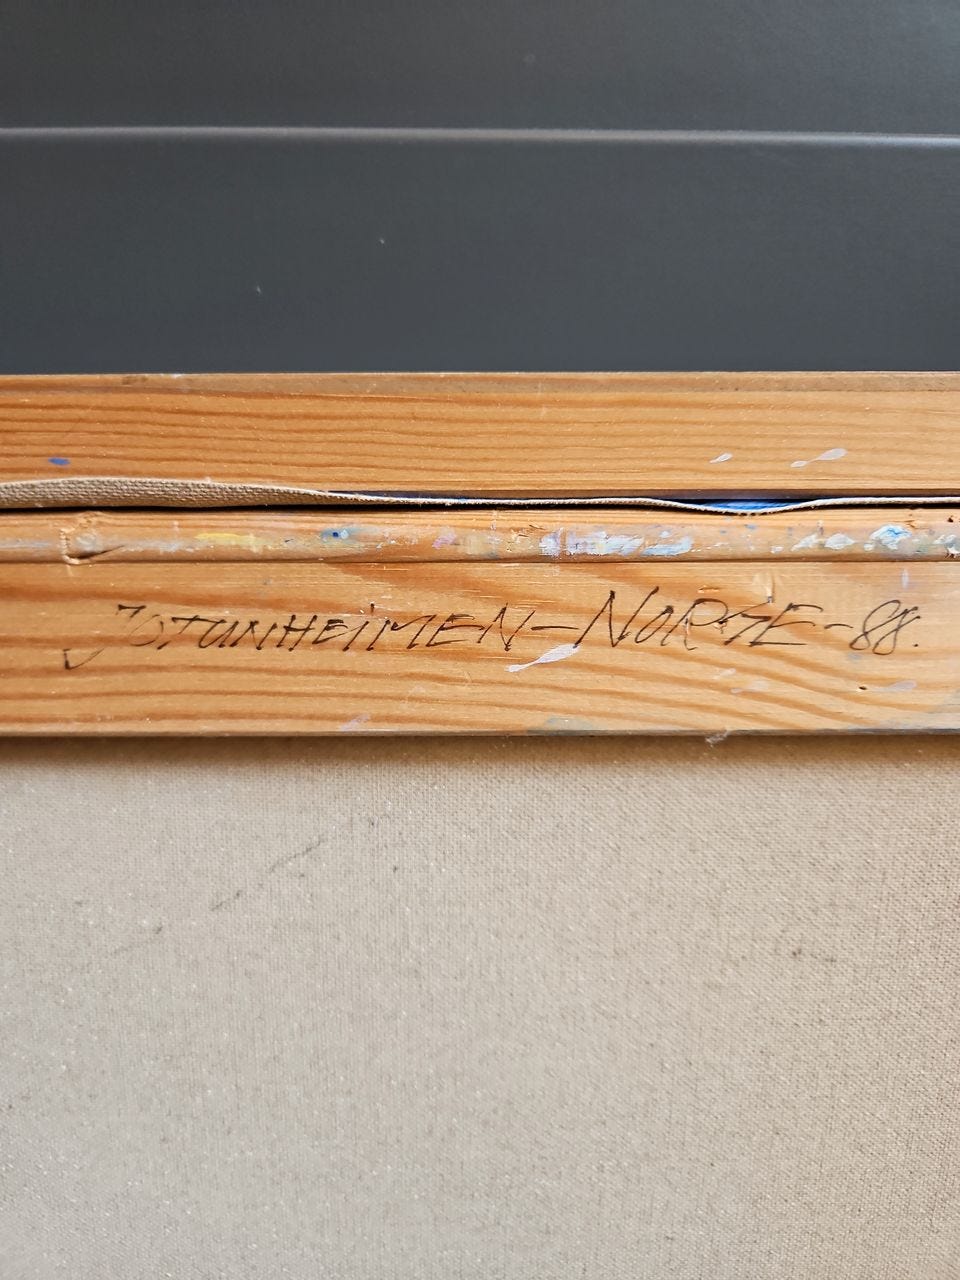 JOTUNHEIMEN - NORGE - 88.